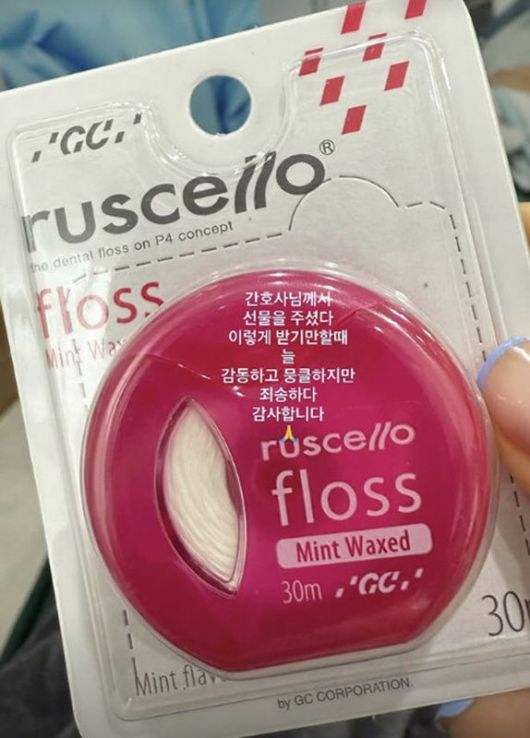 GC
ruscello®
the dental floss on P4 concept
floss
Mint Wax
간호사님께서
선물을 주셨다
이렇게 받기만할때
늘
감동하고 뭉클하지만
죄송하다
감사합니다
🙏
ruscello
floss
Mint Waxed
30m GC
30
Mint flav
by GC CORPORATION.